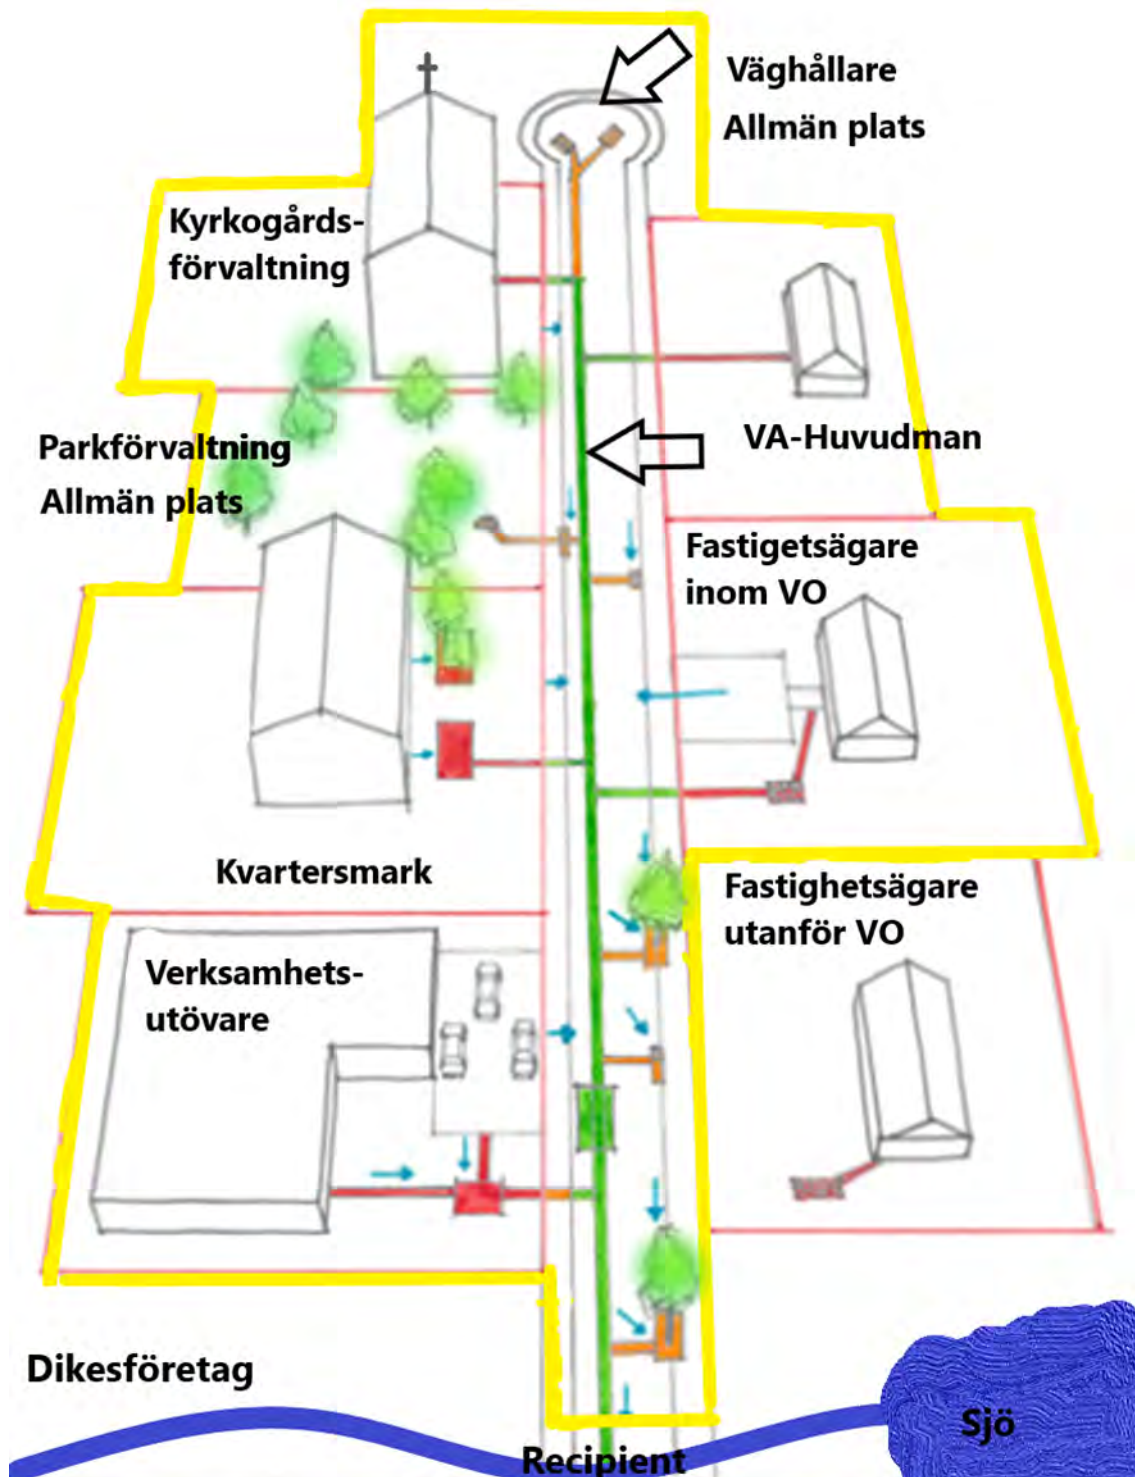 Väghållare
Allmän plats
Kyrkogårds-
förvaltning
VA-Huvudman
Parkförvaltning
Allmän plats
Fastigetsägare
inom VO
Kvartersmark
Fastighetsägare
utanför VO
Verksamhets-
utövare
Dikesföretag
Sjö
Recipient